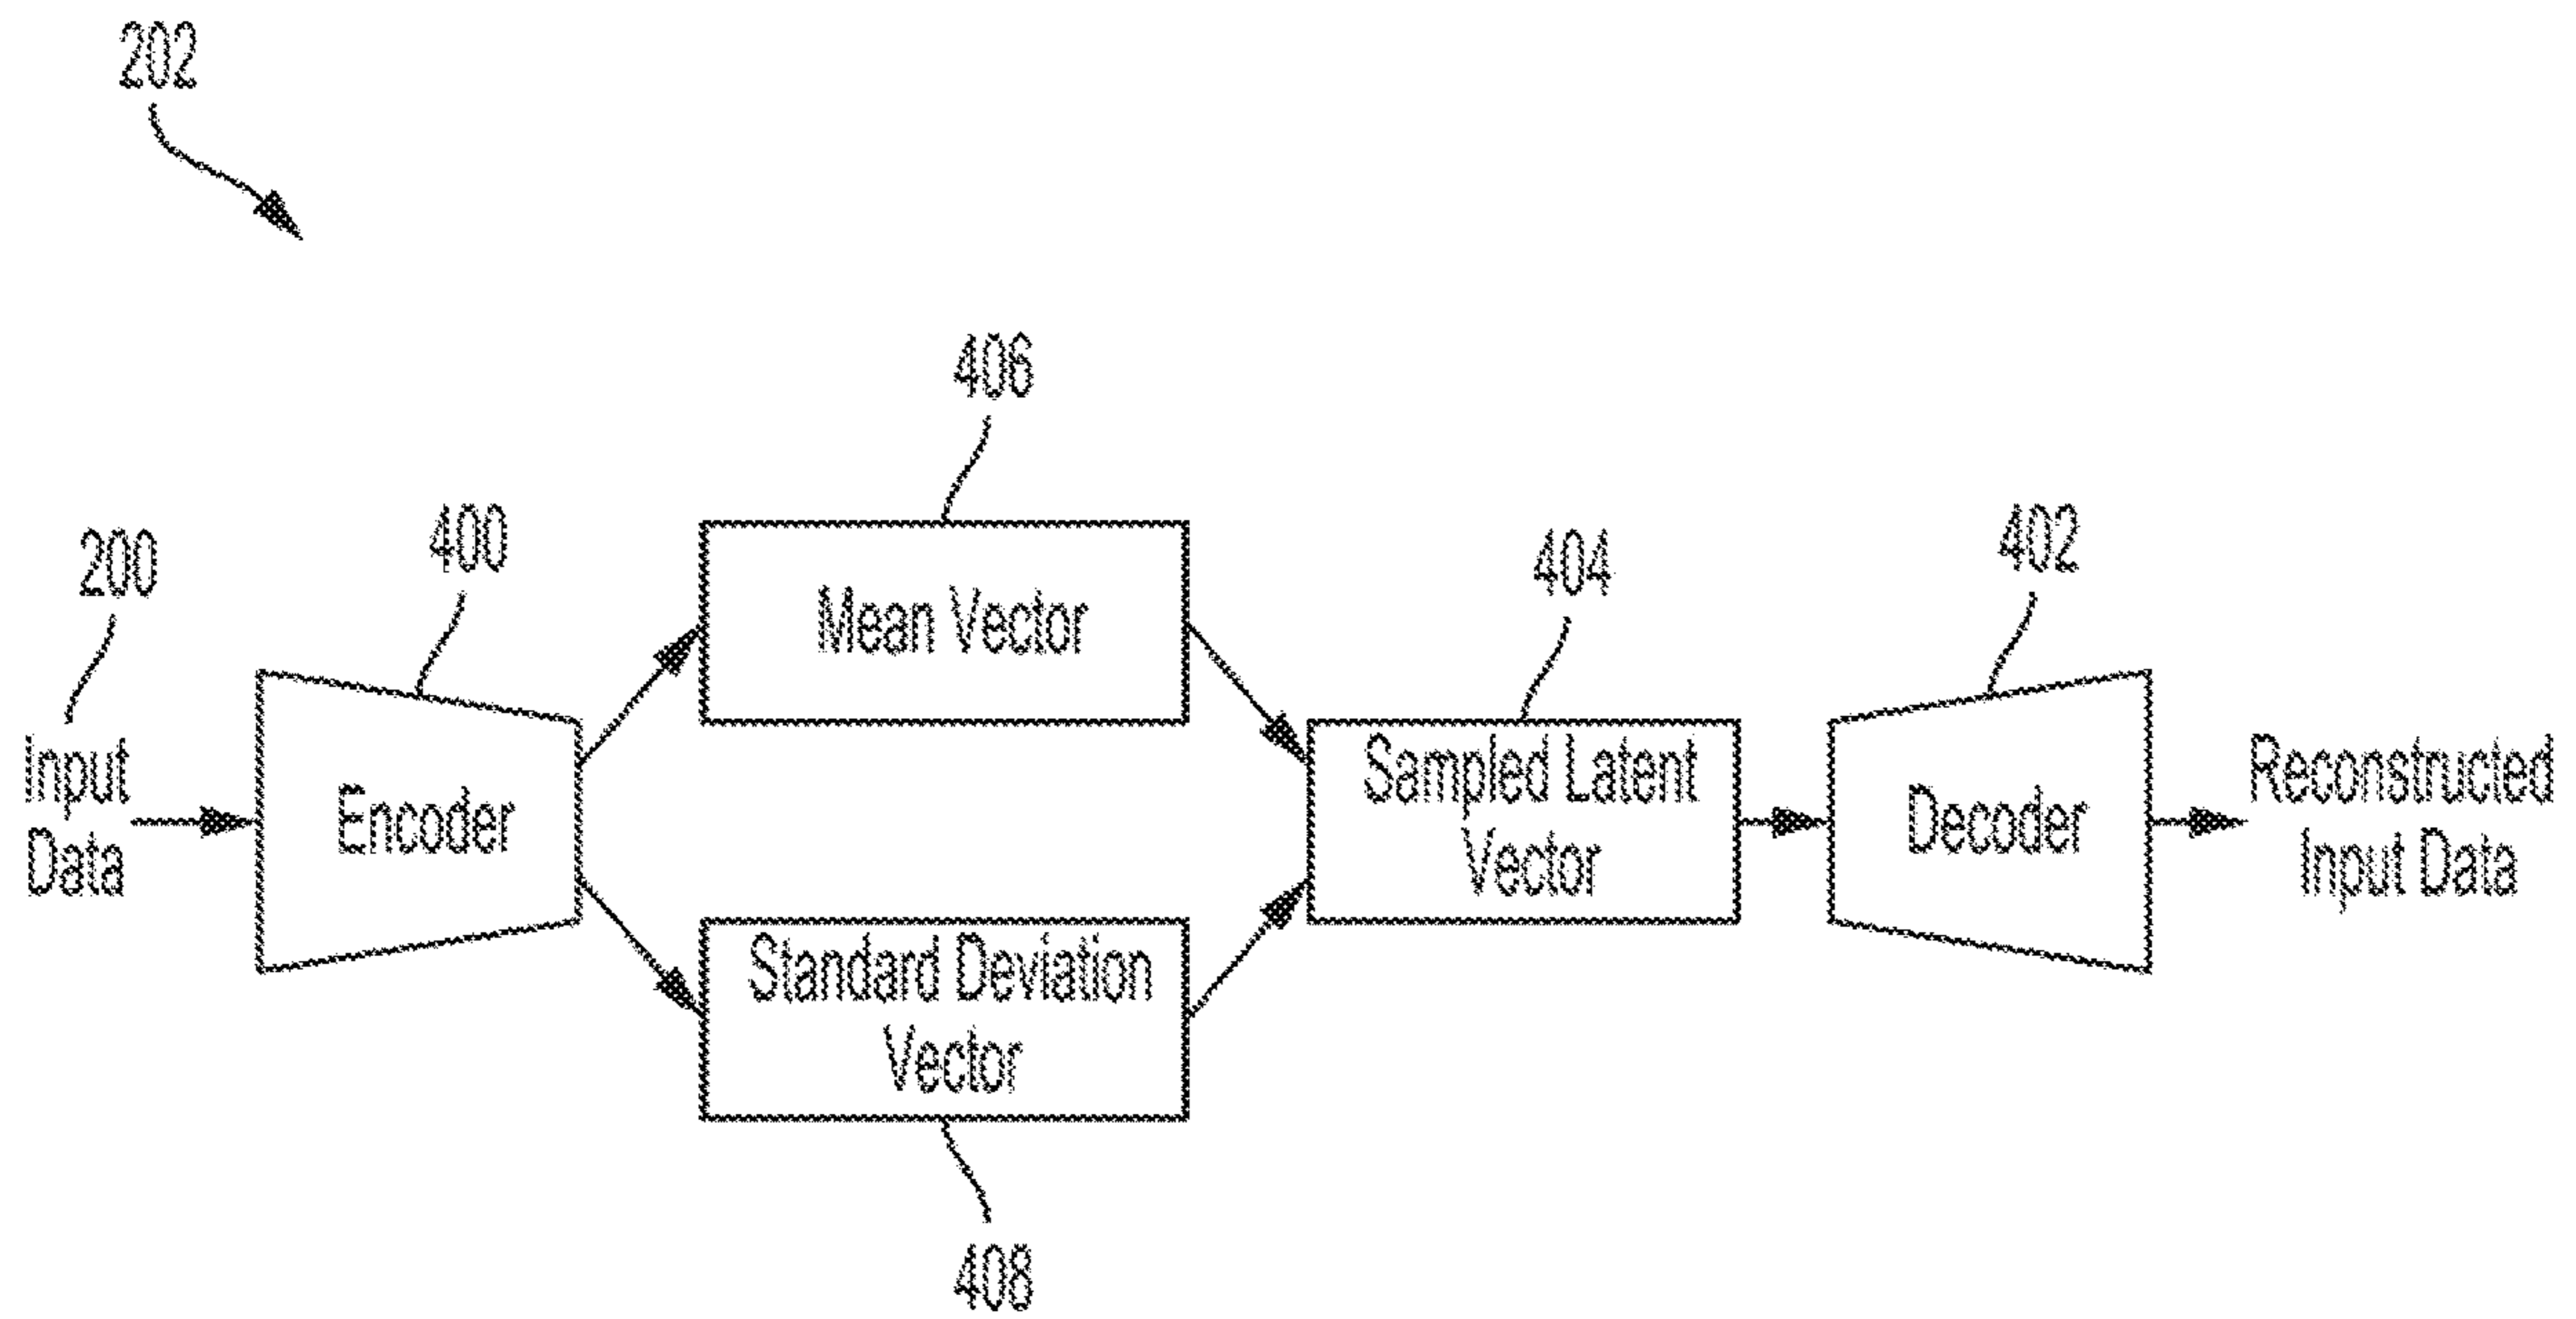 202
406
200
400
404
402
Mean Vector
Input
Data
Encoder
Sampled Latent
Vector
Decoder
Reconstructed
Input Data
Standard Deviation
Vector
408